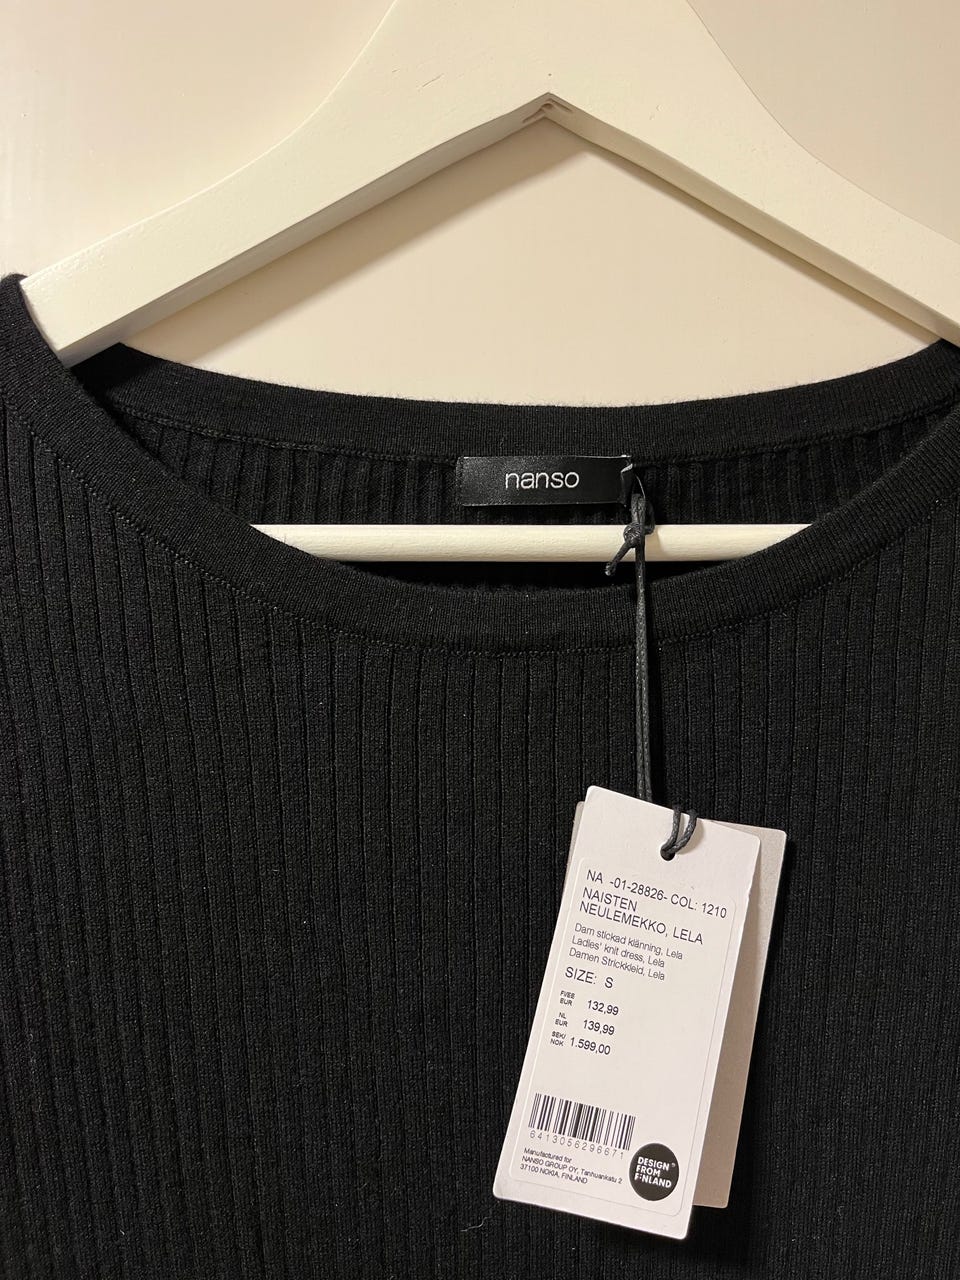 nanso
NA -01-28826- COL: 1210
NAISTEN
NEULEMEKKO, LELA
Dam stickad klänning, Lela
Ladies' knit dress, Lela
Damen Strickkleid, Lela
SIZE: S
FI/EE
EUR 132,99
NL
EUR 139,99
SEK/
NOK 1.599,00
6413056296671
Manufactured for
NANSO GROUP OY, Tanhuankatu 2
37100 NOKIA, FINLAND
DESIGN
FROM
FINLAND